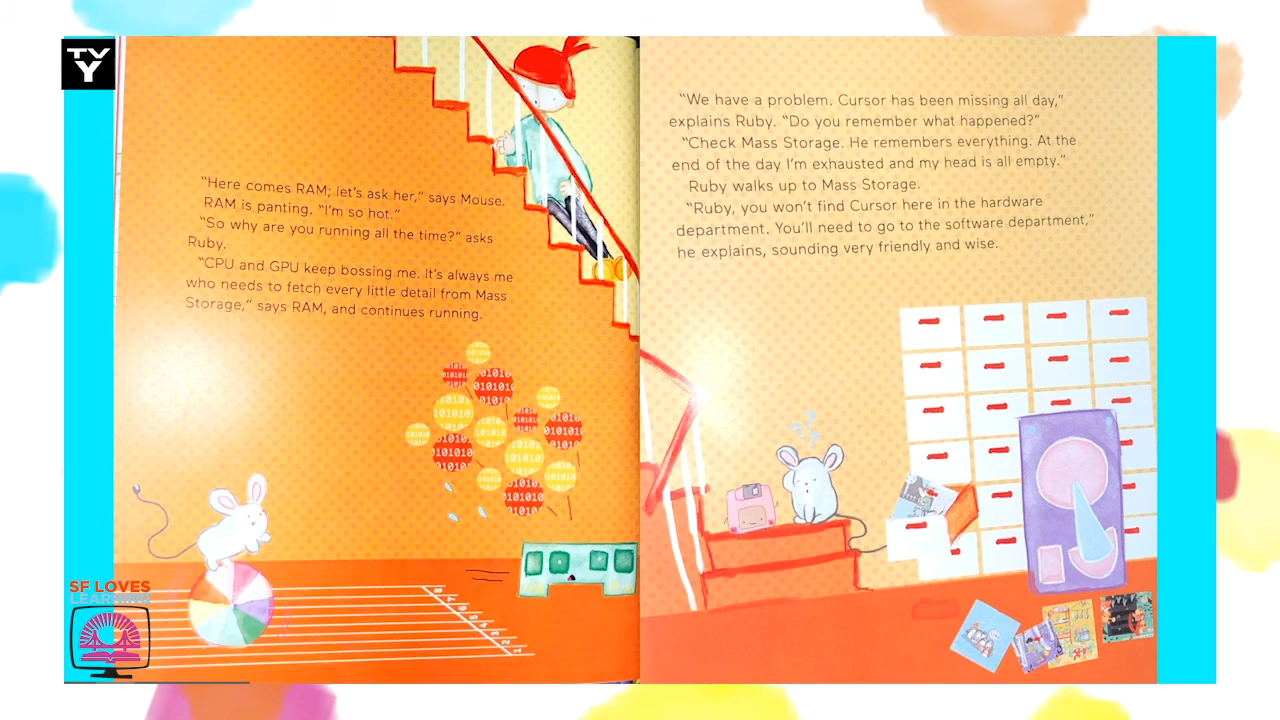 TV
Y
"Here comes RAM; let's ask her," says Mouse.
RAM is panting. "I'm so hot."
"So why are you running all the time?" asks
Ruby.
"CPU and GPU keep bossing me. It's always me
who needs to fetch every little detail from Mass
Storage," says RAM, and continues running.
"We have a problem. Cursor has been missing all day,"
explains Ruby. "Do you remember what happened?"
"Check Mass Storage. He remembers everything. At the
end of the day I'm exhausted and my head is all empty."
Ruby walks up to Mass Storage.
"Ruby, you won't find Cursor here in the hardware
department. You'll need to go to the software department,"
he explains, sounding very friendly and wise.
SF LOVES
LEARNING